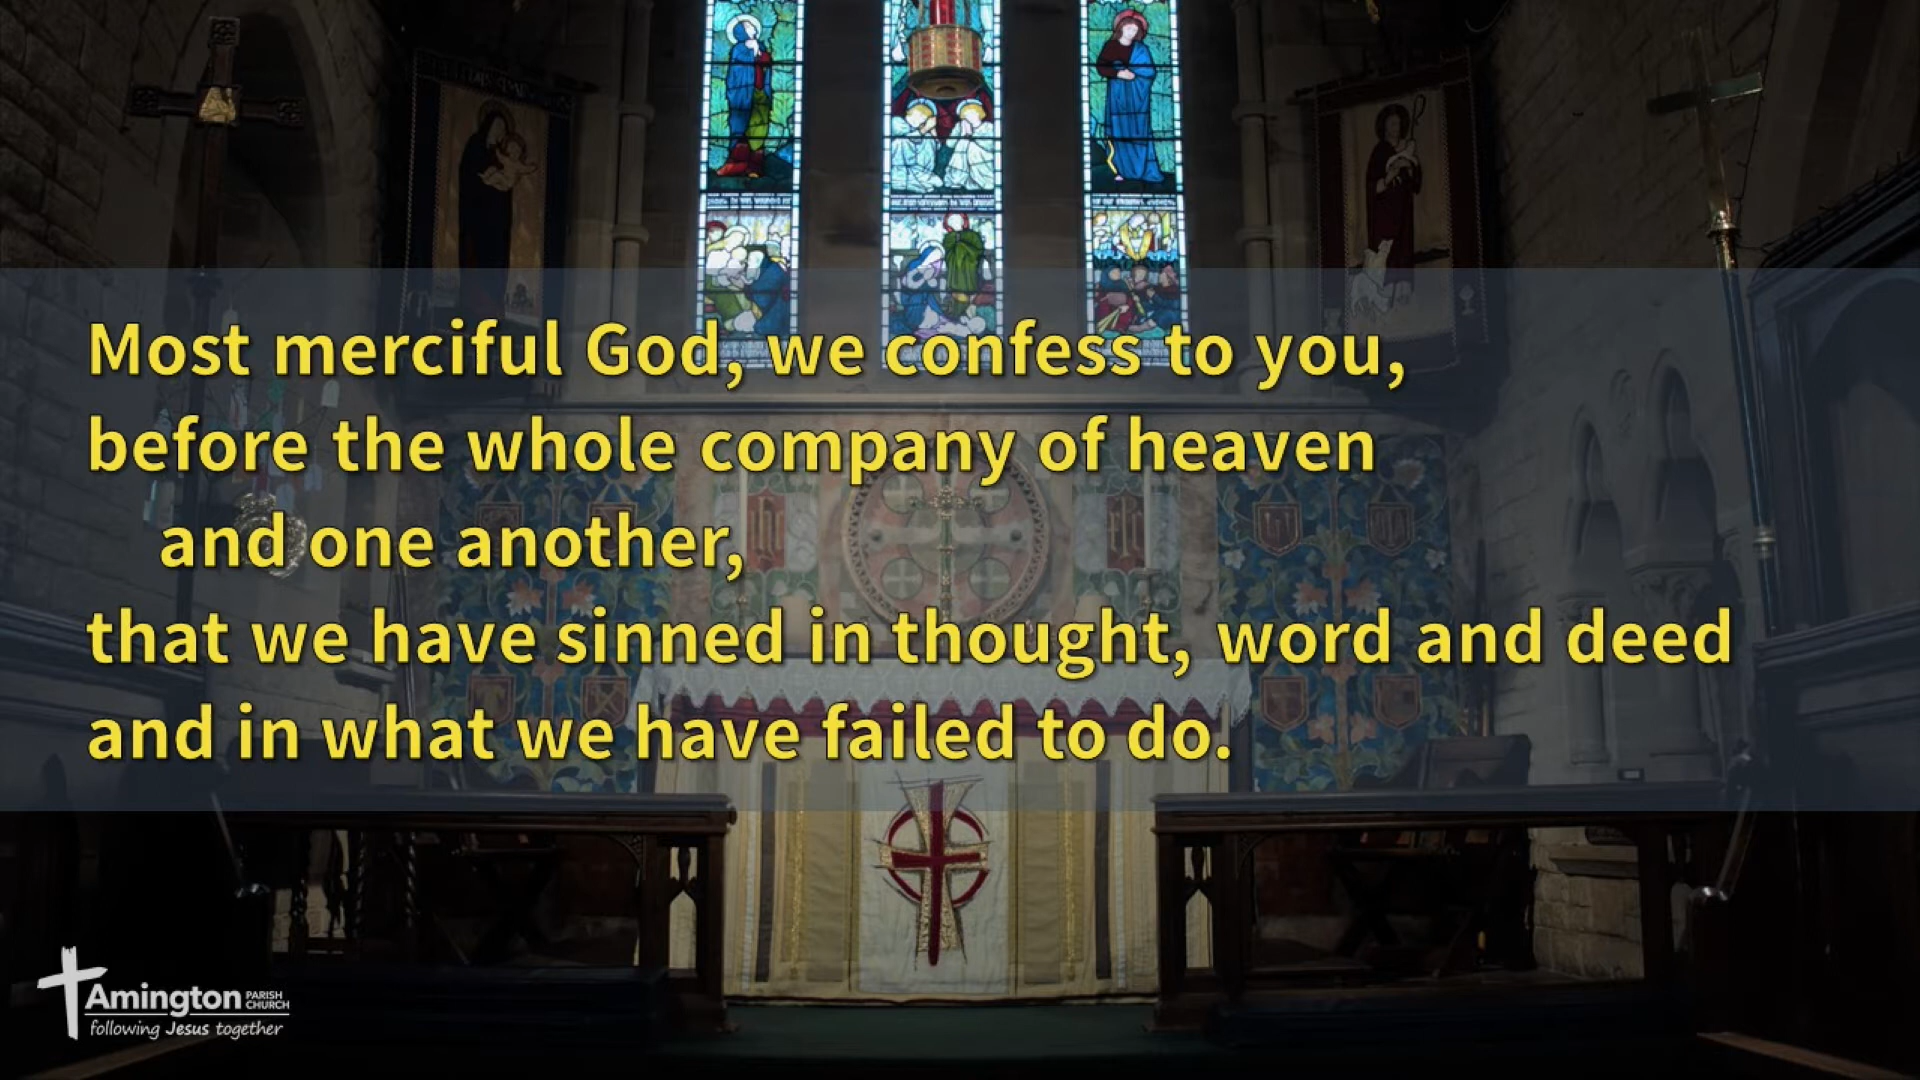 Most merciful God, we confess to you,
before the whole company of heaven
and one another,
that we have sinned in thought, word and deed
and in what we have failed to do.
Amington PARISH CHURCH
following Jesus together